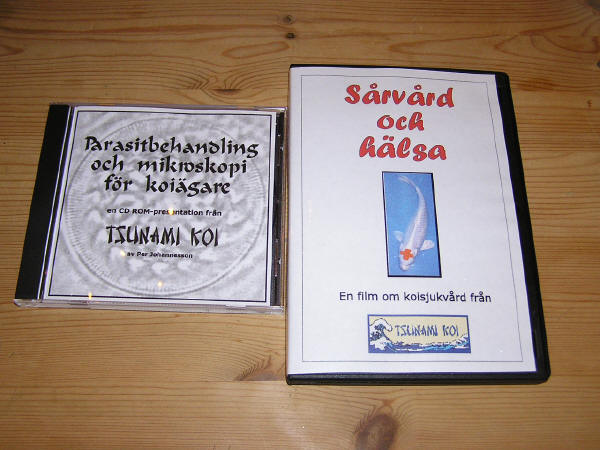 Parasitbehandling
och mikroskopi
för koiägare
en CD ROM-presentation från
TSUNAMI KOI
av Per Johannesson
Sårvård
och
hälsa
En film om koisjukvård från
TSUNAMI KOI